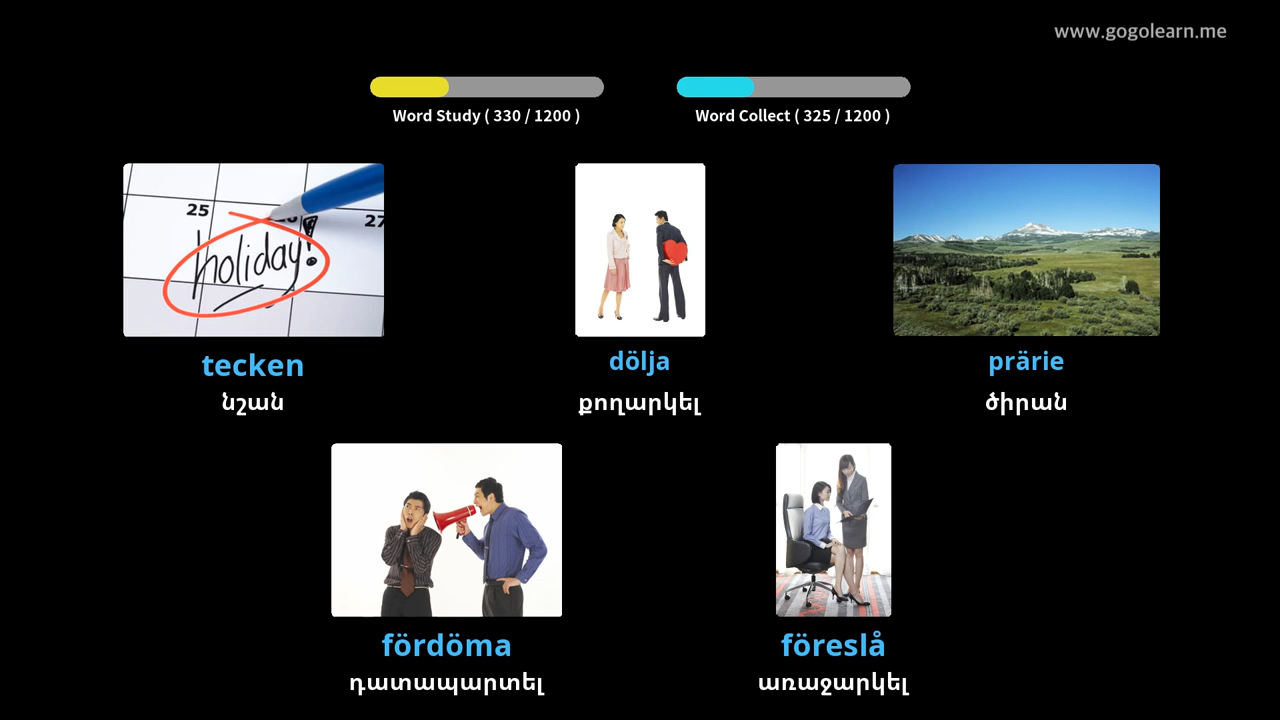 www.gogolearn.me
Word Study ( 330 / 1200 )
Word Collect ( 325 / 1200 )
25
27
holiday!
tecken
նշան
dölja
քողարկել
prärie
ծիրան
fördöma
դատապարտել
föreslå
առաջարկել